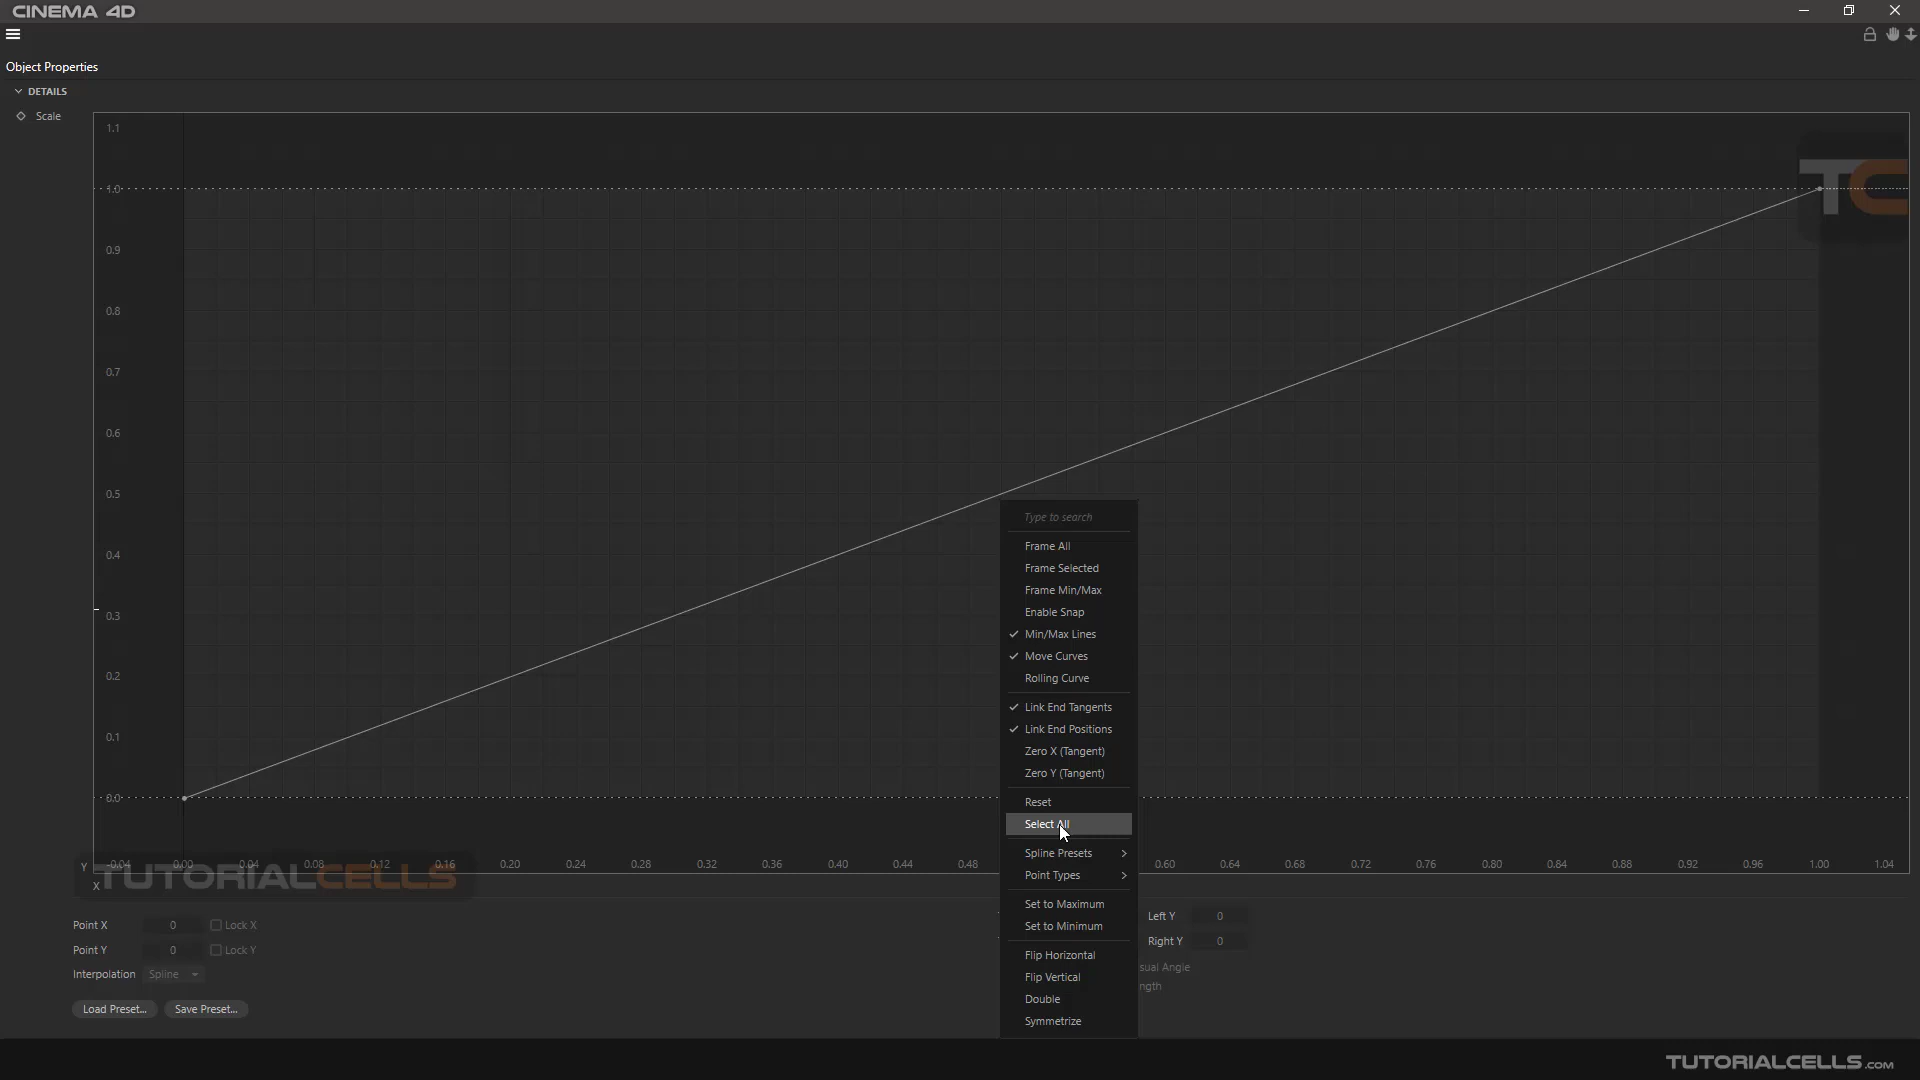 CINEMA 4D
Object Properties
DETAILS
Scale
1.1
1.0
0.9
0.8
0.7
0.6
0.5
0.4
0.3
0.2
0.1
0.0
TC
Type to search
Frame All
Frame Selected
Frame Min/Max
Enable Snap
Min/Max Lines
Move Curves
Rolling Curve
Link End Tangents
Link End Positions
Zero X (Tangent)
Zero Y (Tangent)
Reset
Select All
Spline Presets
Point Types
Set to Maximum
Set to Minimum
Flip Horizontal
Flip Vertical
Double
Symmetrize
Y -0.04 0.00 0.04 0.08 0.12 0.16 0.20 0.24 0.28 0.32 0.36 0.40 0.44 0.48 0.60 0.64 0.68 0.72 0.76 0.80 0.84 0.88 0.92 0.96 1.00 1.04
X
TUTORIALCELLS
Point X 0 Lock X
Point Y 0 Lock Y
Interpolation Spline
Load Preset... Save Preset...
Left Y 0
Right Y 0
sual Angle
ngth
TUTORIALCELLS.com